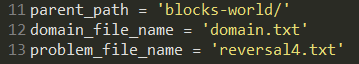 11 parent_path = 'blocks-world/'
12 domain_file_name = 'domain.txt'
13 problem_file_name = 'reversal4.txt'